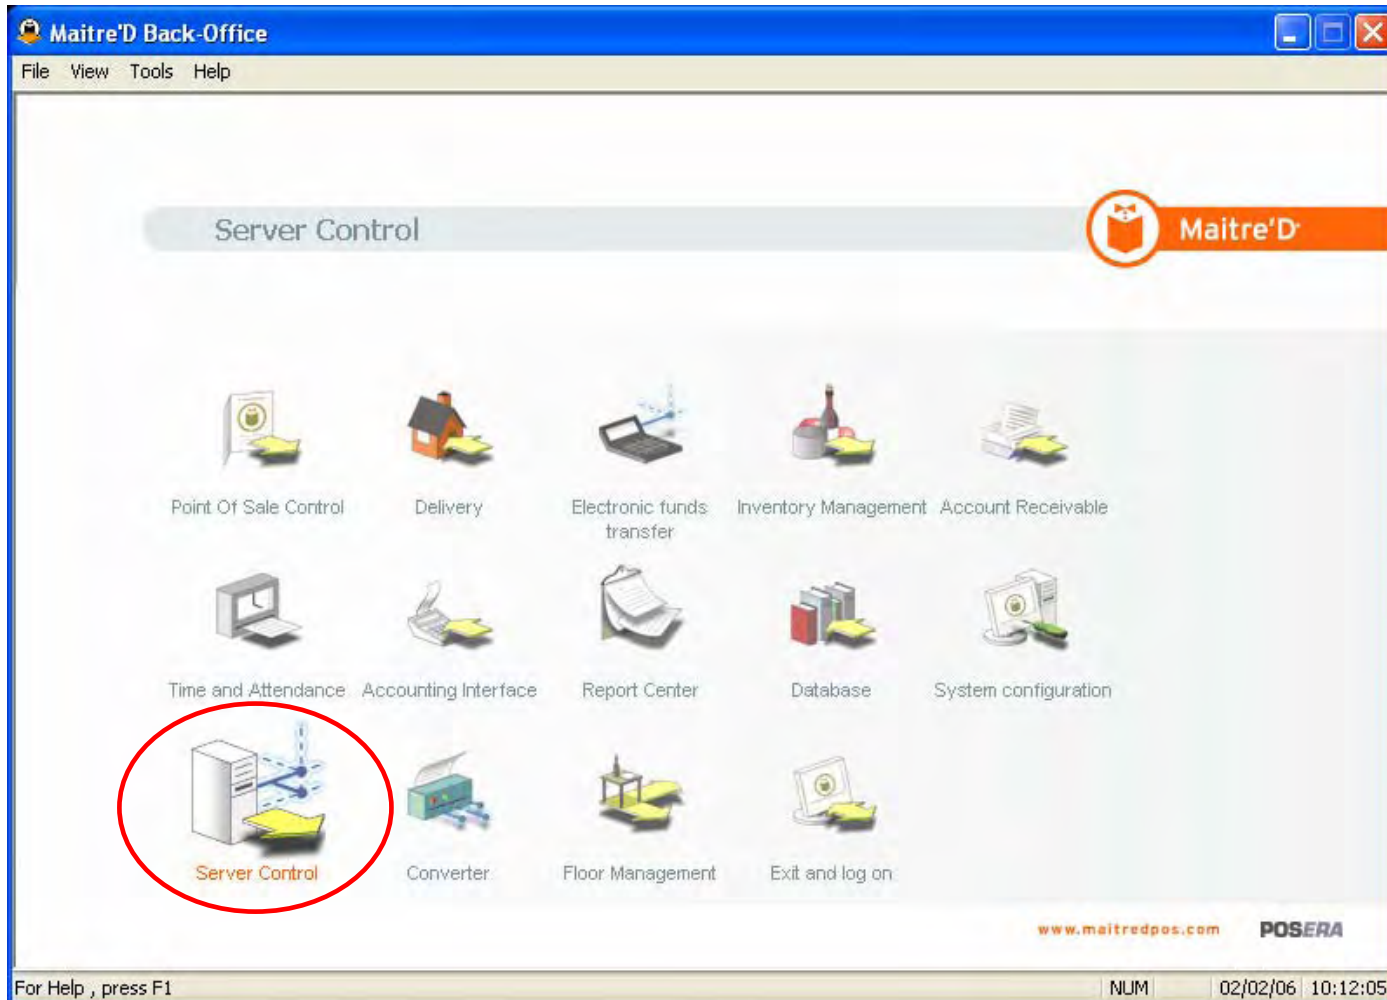 Maitre'D Back-Office
File View Tools Help
Server Control
Maitre'D
Point Of Sale Control
Delivery
Electronic funds
transfer
Inventory Management
Account Receivable
Time and Attendance
Accounting Interface
Report Center
Database
System configuration
Server Control
Converter
Floor Management
Exit and log on
www.maitredpos.com
POSERA
For Help , press F1
NUM
02/02/06 10:12:05